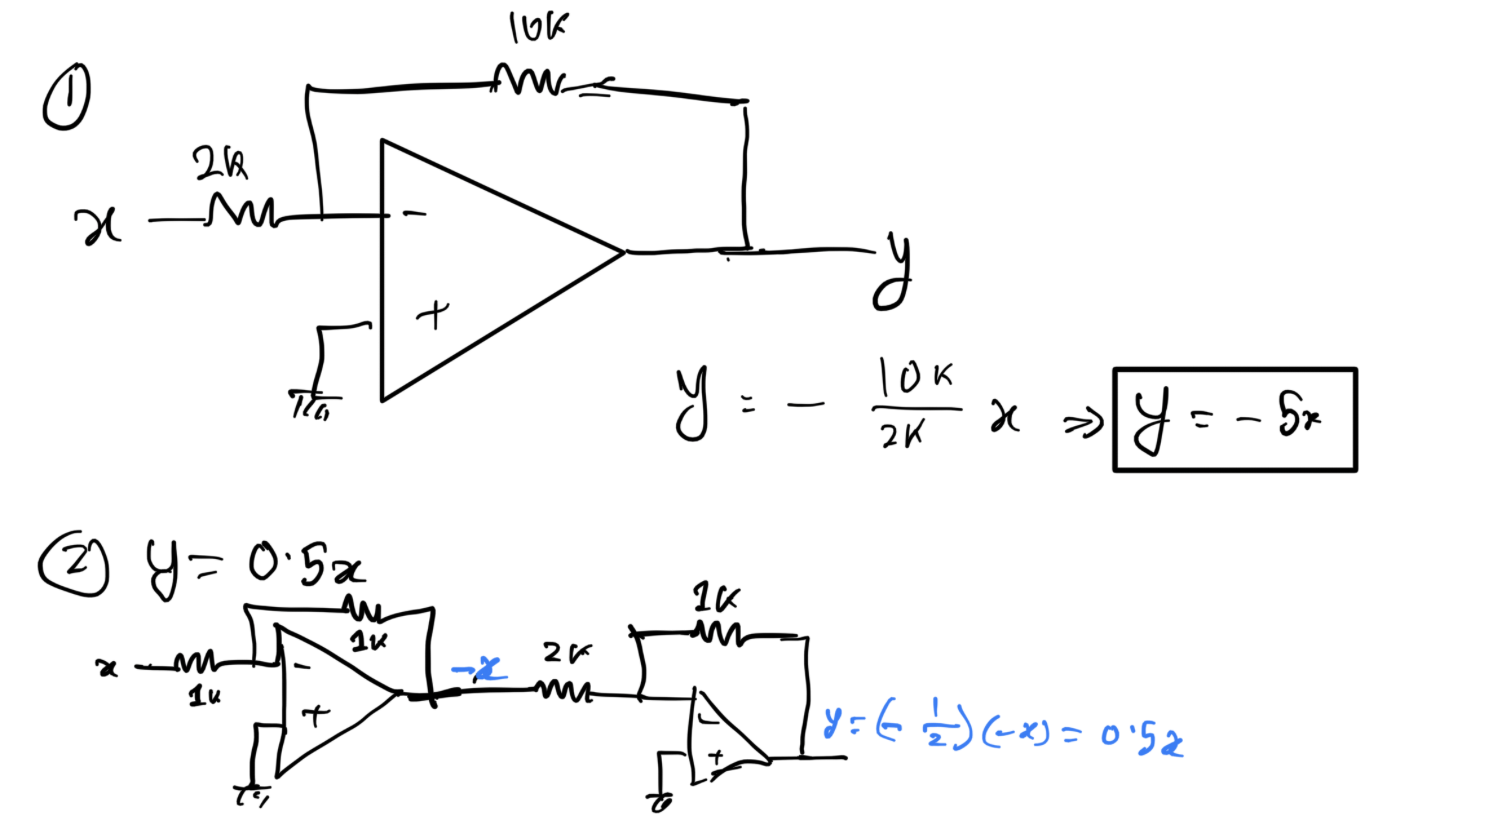 ①
10K
2K
x
-
+
y
y = - 10K/2K x ⇒ y = - 5x
② y = 0.5x
1K
x
1K
-
+
-x
2K
1K
-
+
y = (- 1/2) (-x) = 0.5x